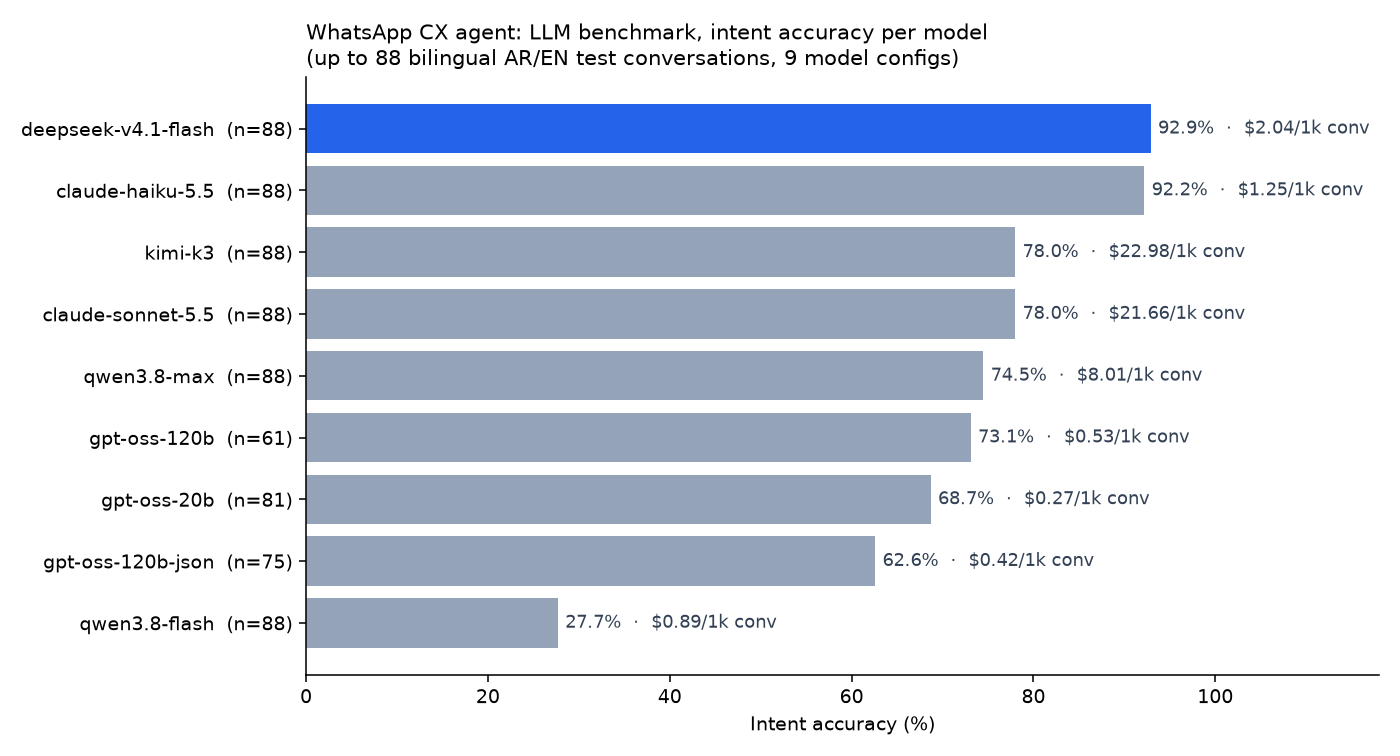 WhatsApp CX agent: LLM benchmark, intent accuracy per model
(up to 88 bilingual AR/EN test conversations, 9 model configs)
deepseek-v4.1-flash (n=88) 92.9% · $2.04/1k conv
claude-haiku-5.5 (n=88) 92.2% · $1.25/1k conv
kimi-k3 (n=88) 78.0% · $22.98/1k conv
claude-sonnet-5.5 (n=88) 78.0% · $21.66/1k conv
qwen3.8-max (n=88) 74.5% · $8.01/1k conv
gpt-oss-120b (n=61) 73.1% · $0.53/1k conv
gpt-oss-20b (n=81) 68.7% · $0.27/1k conv
gpt-oss-120b-json (n=75) 62.6% · $0.42/1k conv
qwen3.8-flash (n=88) 27.7% · $0.89/1k conv
0 20 40 60 80 100
Intent accuracy (%)